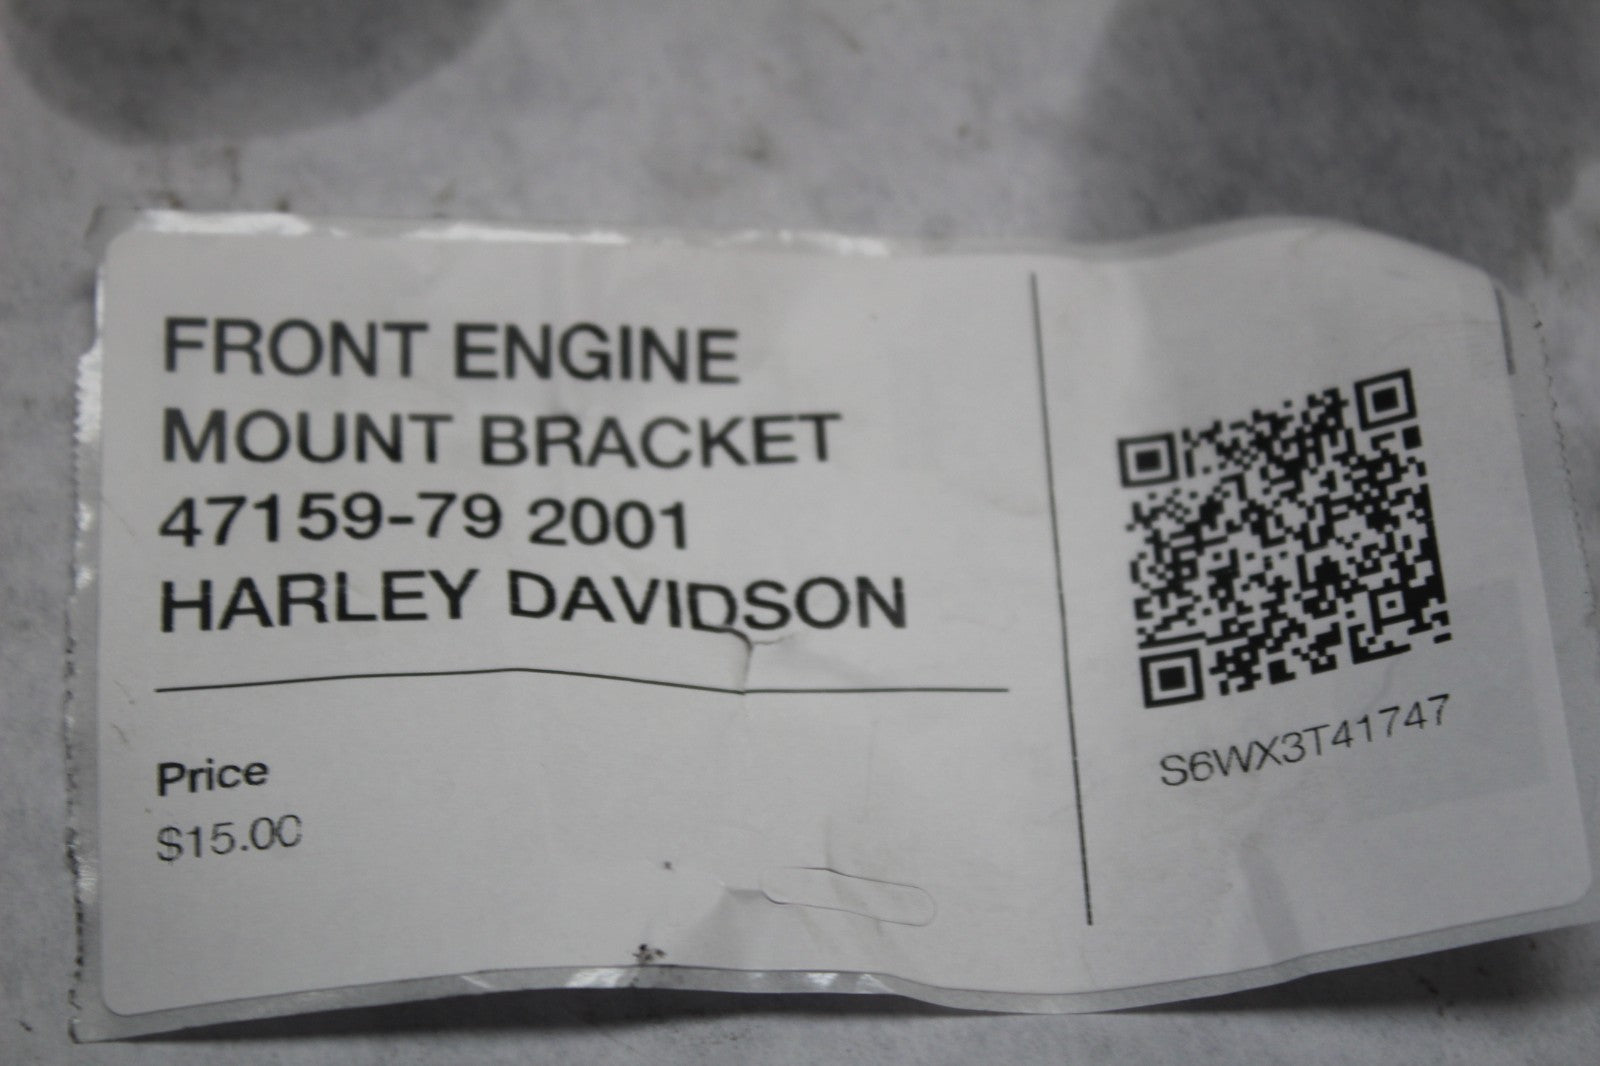 FRONT ENGINE
MOUNT BRACKET
47159-79 2001
HARLEY DAVIDSON
Price
$15.00
S6WX3T41747